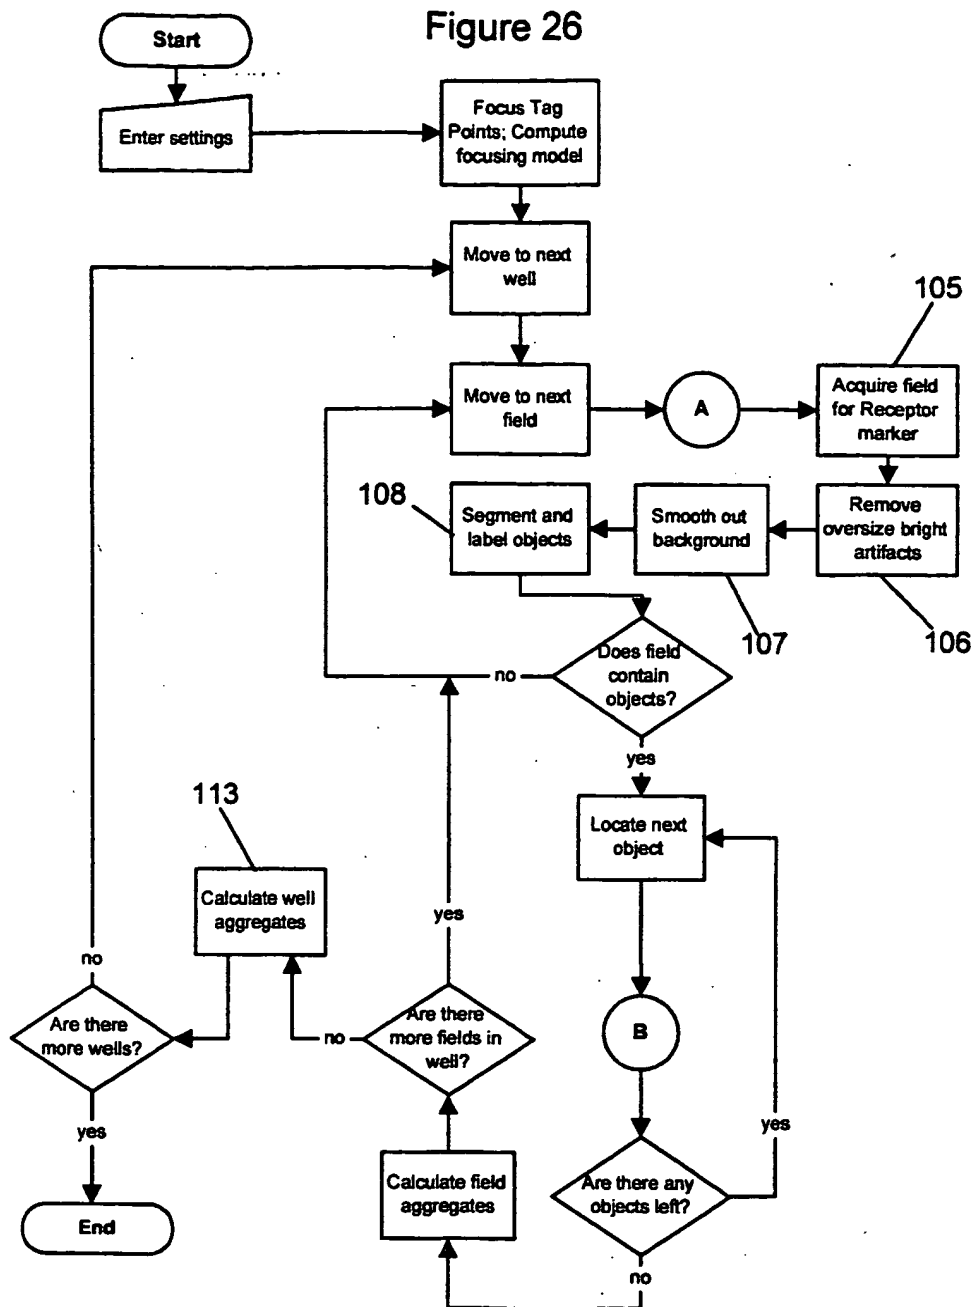 Figure 26
Start
Enter settings
Focus Tag
Points; Compute
focusing model
Move to next
well
105
Move to next
field
A
Acquire field
for Receptor
marker
108
Segment and
label objects
Smooth out
background
Remove
oversize bright
artifacts
107
106
Does field
contain
objects?
no
yes
113
Locate next
object
Calculate well
aggregates
yes
no
Are there
more wells?
no
Are there
more fields in
well?
B
yes
yes
Calculate field
aggregates
Are there any
objects left?
End
no